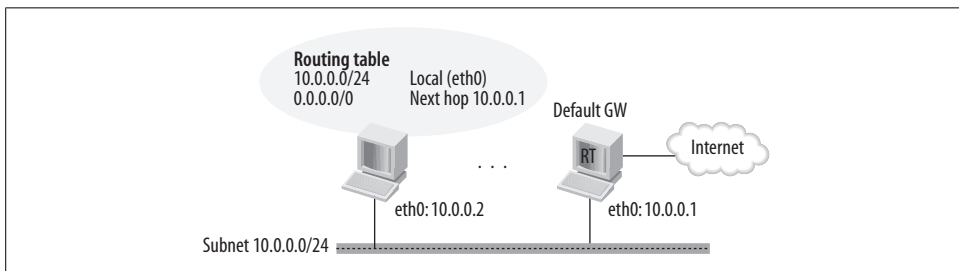 Routing table
10.0.0.0/24 Local (eth0)
0.0.0.0/0 Next hop 10.0.0.1
Default GW
RT
Internet
. . .
eth0: 10.0.0.2
eth0: 10.0.0.1
Subnet 10.0.0.0/24